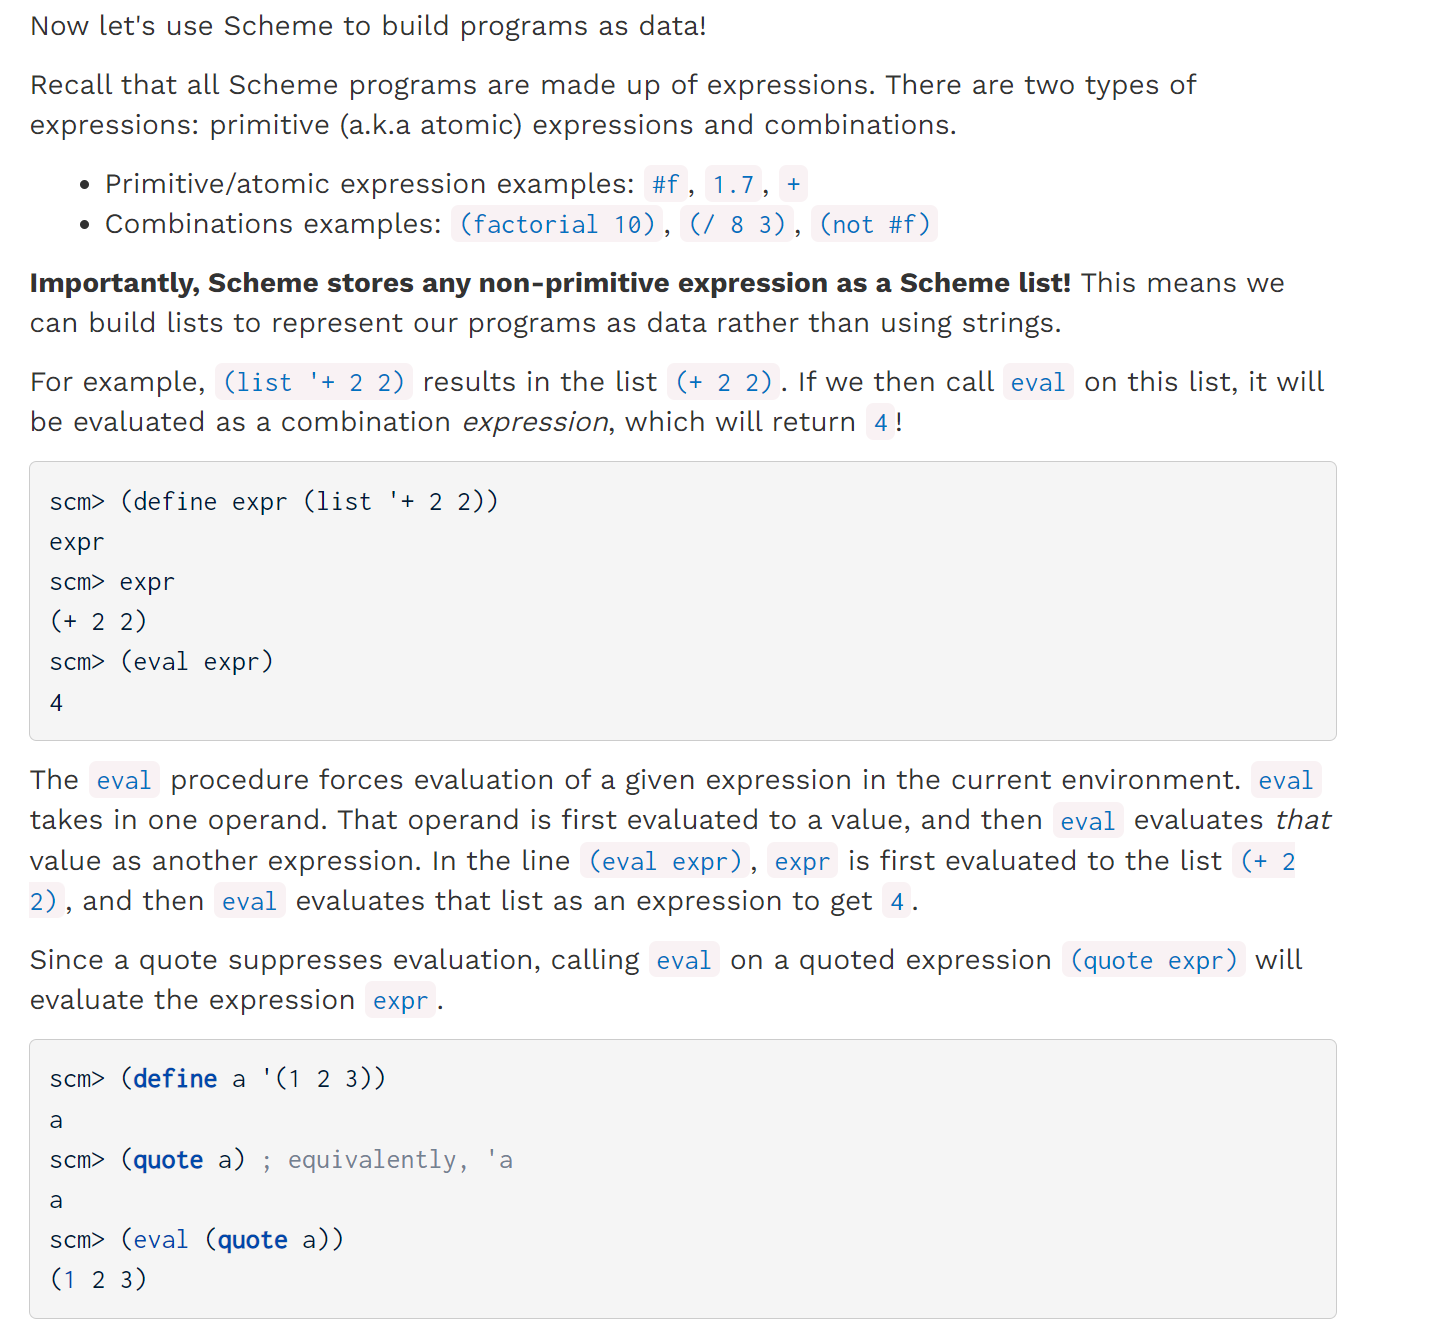 Now let's use Scheme to build programs as data!
Recall that all Scheme programs are made up of expressions. There are two types of
expressions: primitive (a.k.a atomic) expressions and combinations.
• Primitive/atomic expression examples: #f, 1.7, +
• Combinations examples: (factorial 10), (/ 8 3), (not #f)
Importantly, Scheme stores any non-primitive expression as a Scheme list! This means we
can build lists to represent our programs as data rather than using strings.
For example, (list '+ 2 2) results in the list (+ 2 2). If we then call eval on this list, it will
be evaluated as a combination expression, which will return 4!
scm> (define expr (list '+ 2 2))
expr
scm> expr
(+ 2 2)
scm> (eval expr)
4
The eval procedure forces evaluation of a given expression in the current environment. eval
takes in one operand. That operand is first evaluated to a value, and then eval evaluates that
value as another expression. In the line (eval expr), expr is first evaluated to the list (+ 2
2), and then eval evaluates that list as an expression to get 4.
Since a quote suppresses evaluation, calling eval on a quoted expression (quote expr) will
evaluate the expression expr.
scm> (define a '(1 2 3))
a
scm> (quote a) ; equivalently, 'a
a
scm> (eval (quote a))
(1 2 3)